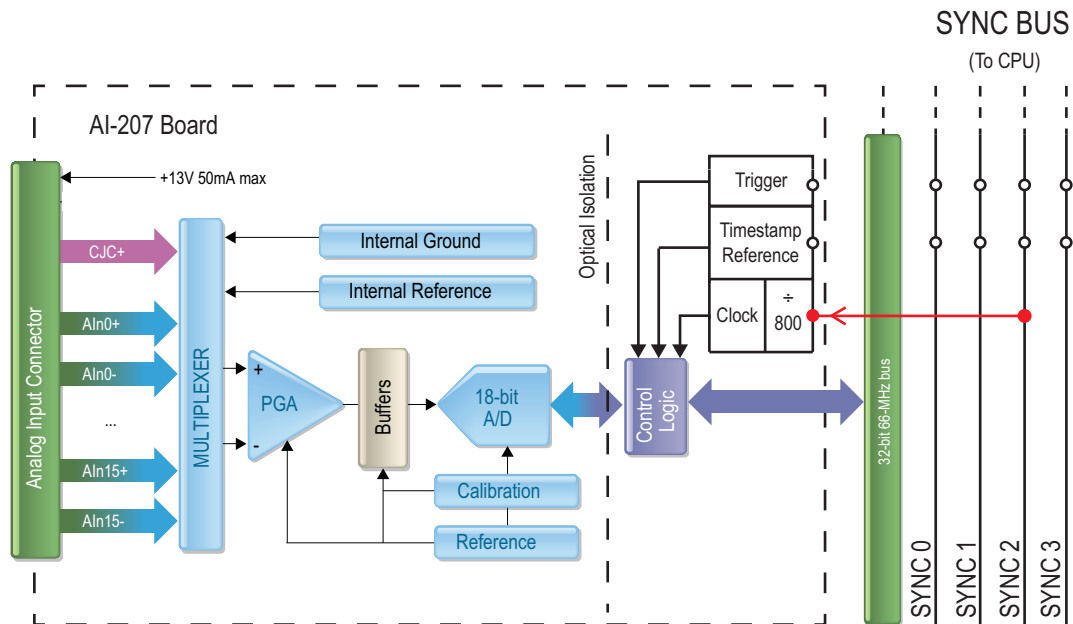 SYNC BUS
(To CPU)
AI-207 Board
+13V 50mA max
Analog Input Connector
CJC+
AIn0+
AIn0-
...
AIn15+
AIn15-
MULTIPLEXER
Internal Ground
Internal Reference
+
-
PGA
Buffers
18-bit
A/D
Calibration
Reference
Optical Isolation
Trigger
Timestamp
Reference
Clock
÷
800
Control
Logic
32-bit 66-MHz bus
SYNC 0
SYNC 1
SYNC 2
SYNC 3